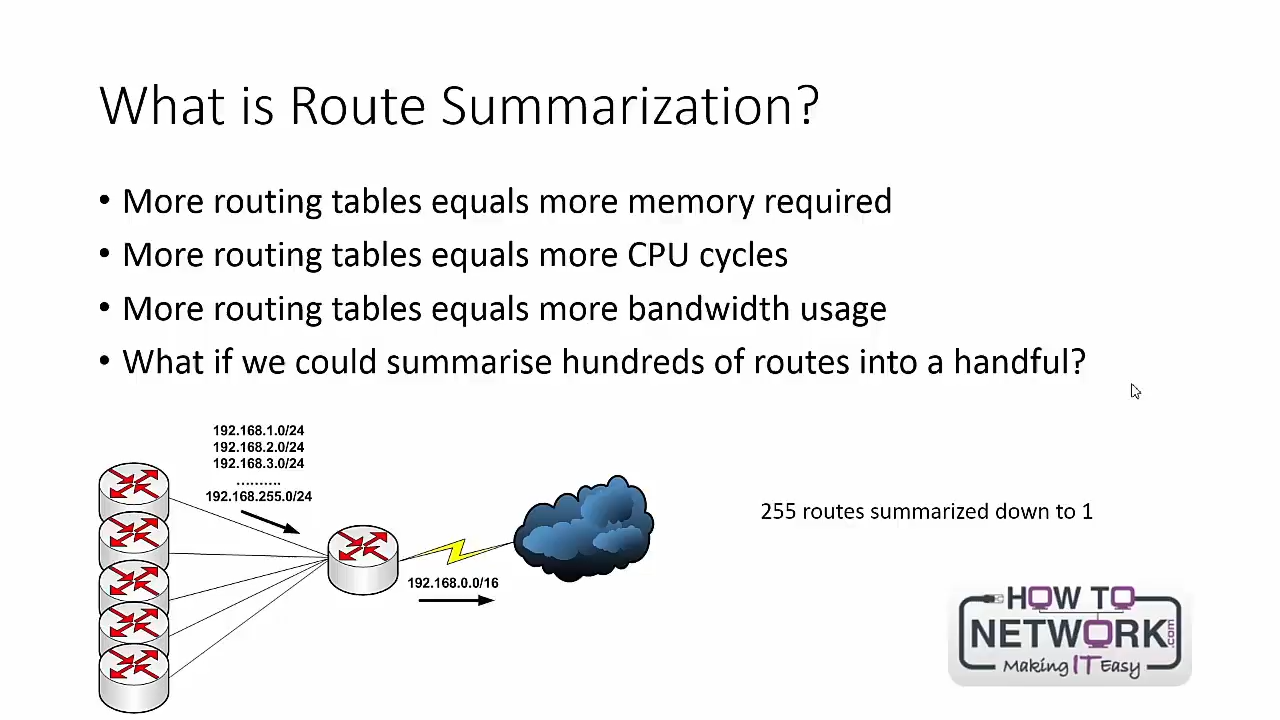 What is Route Summarization?
• More routing tables equals more memory required
• More routing tables equals more CPU cycles
• More routing tables equals more bandwidth usage
• What if we could summarise hundreds of routes into a handful?
192.168.1.0/24
192.168.2.0/24
192.168.3.0/24
..........
192.168.255.0/24
192.168.0.0/16
255 routes summarized down to 1
HOW TO
NETWORK.com
Making IT Easy